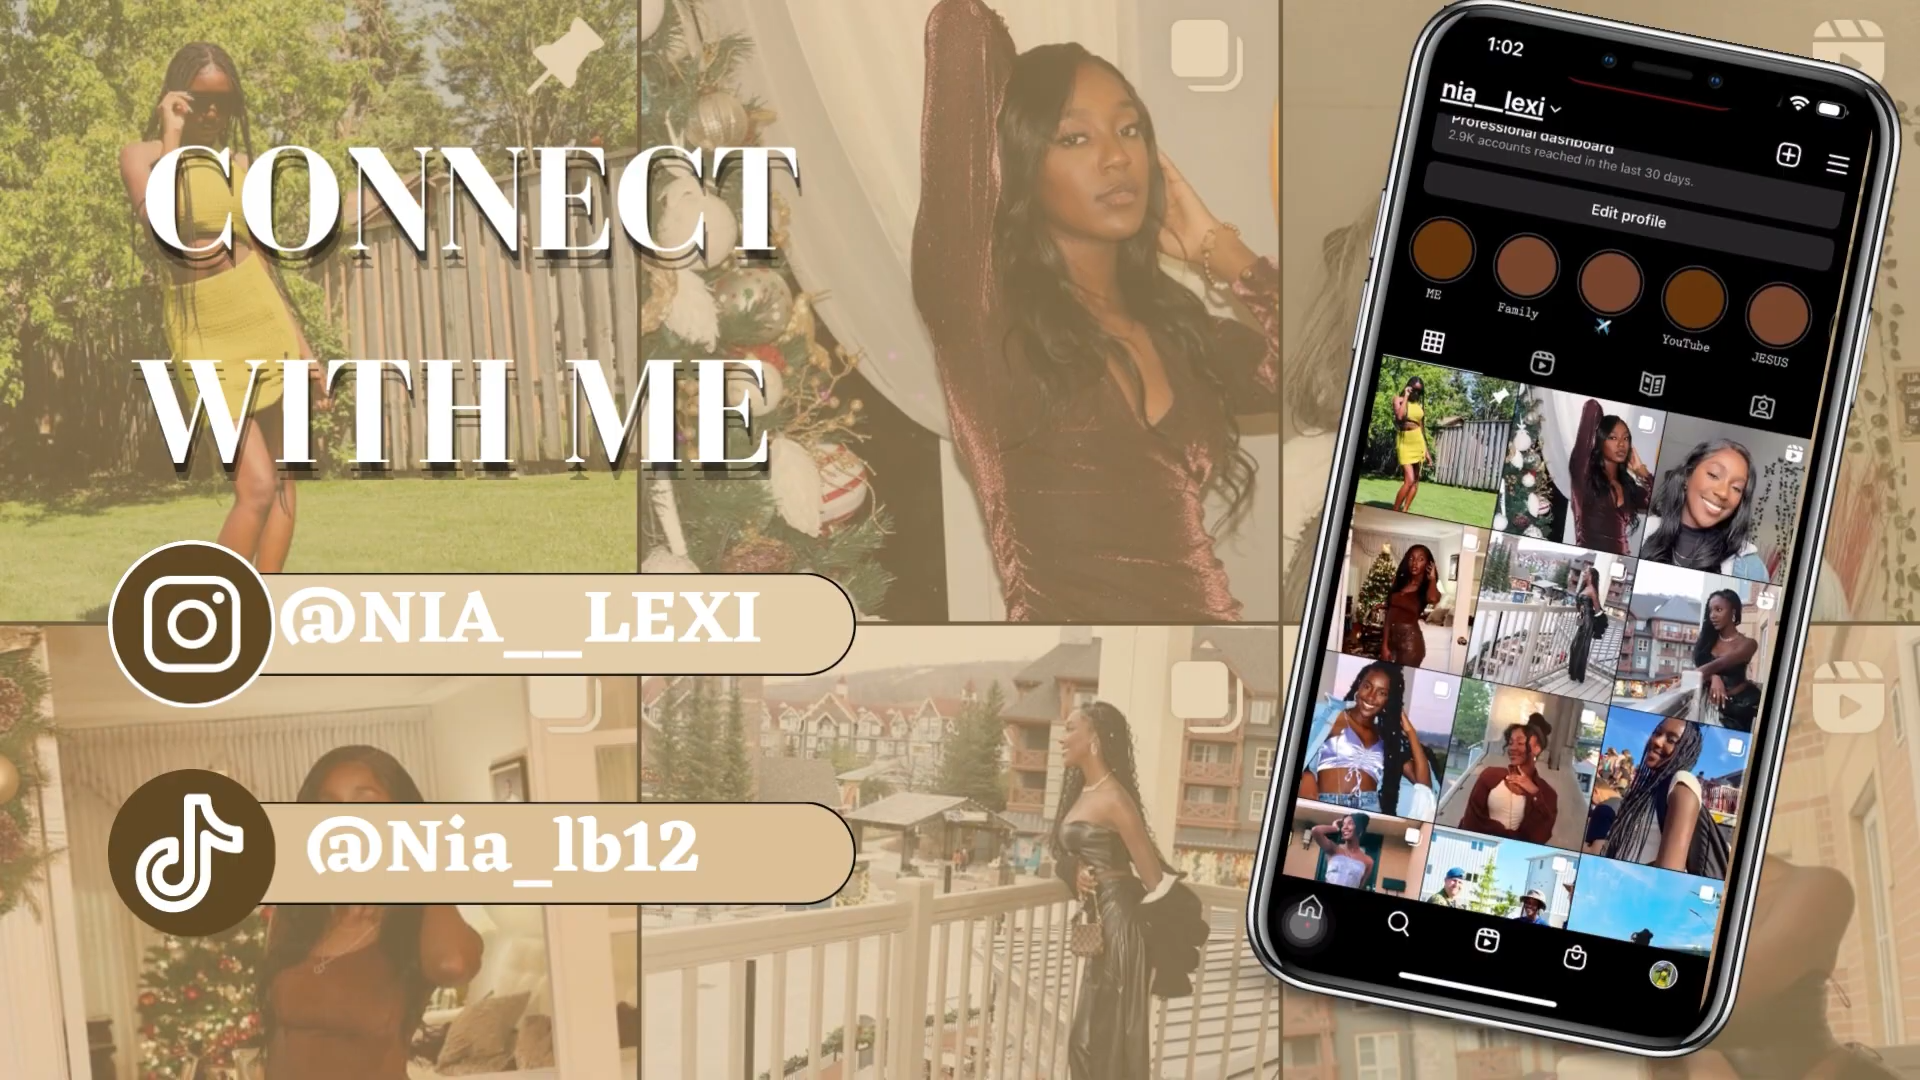 CONNECT
WITH ME
@NIA__LEXI
@Nia_lb12
1:02
nia__lexi
Professional dashboard
2.9K accounts reached in the last 30 days.
Edit profile
ME
Family
YouTube
JESUS